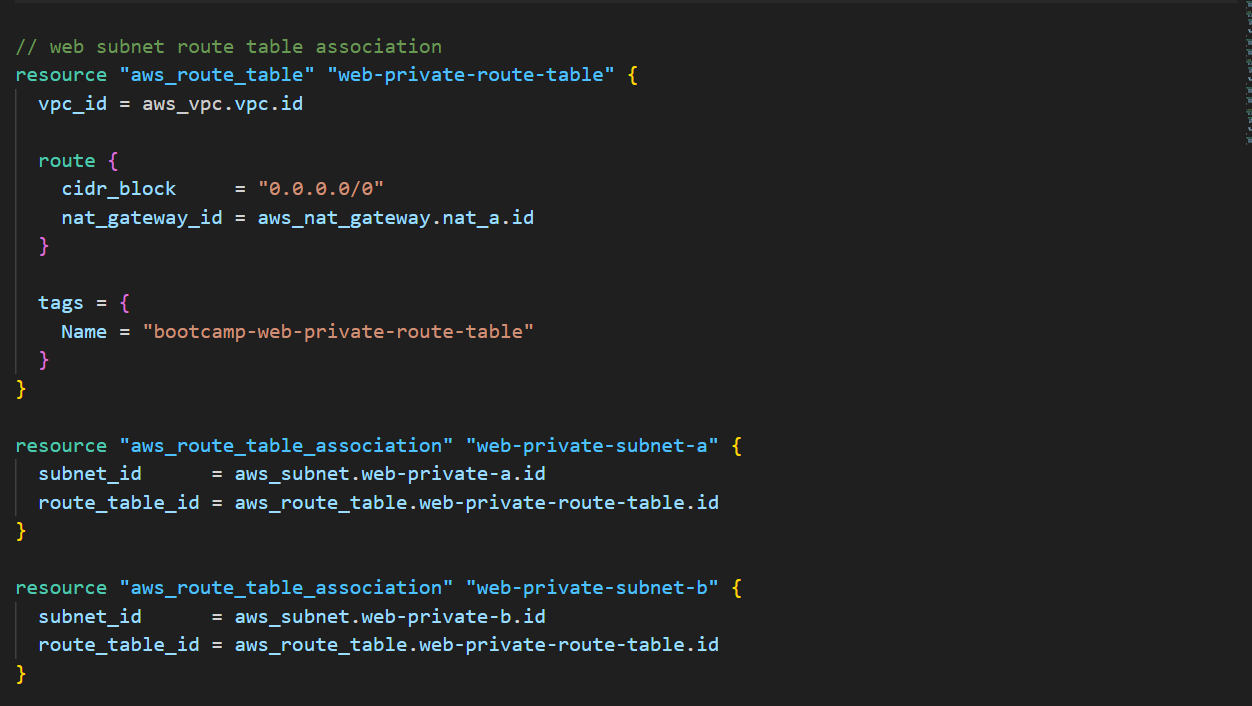 // web subnet route table association
resource "aws_route_table" "web-private-route-table" {
  vpc_id = aws_vpc.vpc.id

  route {
    cidr_block     = "0.0.0.0/0"
    nat_gateway_id = aws_nat_gateway.nat_a.id
  }

  tags = {
    Name = "bootcamp-web-private-route-table"
  }
}

resource "aws_route_table_association" "web-private-subnet-a" {
  subnet_id      = aws_subnet.web-private-a.id
  route_table_id = aws_route_table.web-private-route-table.id
}

resource "aws_route_table_association" "web-private-subnet-b" {
  subnet_id      = aws_subnet.web-private-b.id
  route_table_id = aws_route_table.web-private-route-table.id
}